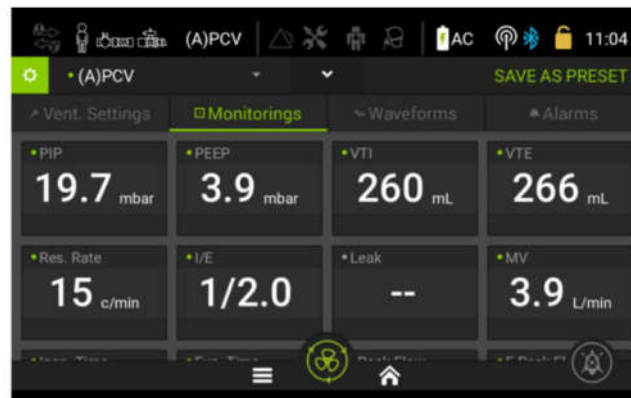 (A)PCV AC 11:04
• (A)PCV SAVE AS PRESET
Vent. Settings Monitorings Waveforms Alarms
• PIP • PEEP • VTI • VTE
19.7 mbar 3.9 mbar 260 mL 266 mL
• Res. Rate • I/E • Leak • MV
15 c/min 1/2.0 -- 3.9 L/min